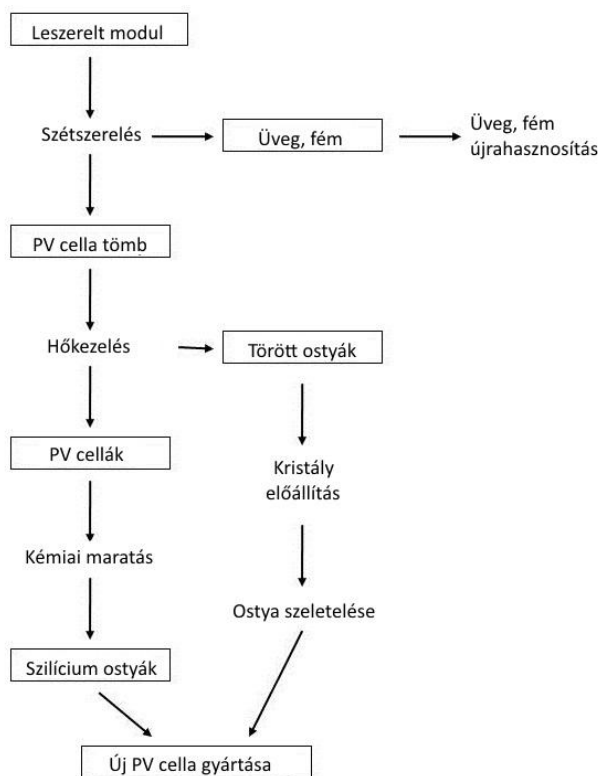 Leszerelt modul
Szétszerelés
Üveg, fém
Üveg, fém
újrahasznosítás
PV cella tömb
Hőkezelés
Törött ostyák
PV cellák
Kristály
előállítás
Kémiai maratás
Ostya szeletelése
Szilícium ostyák
Új PV cella gyártása